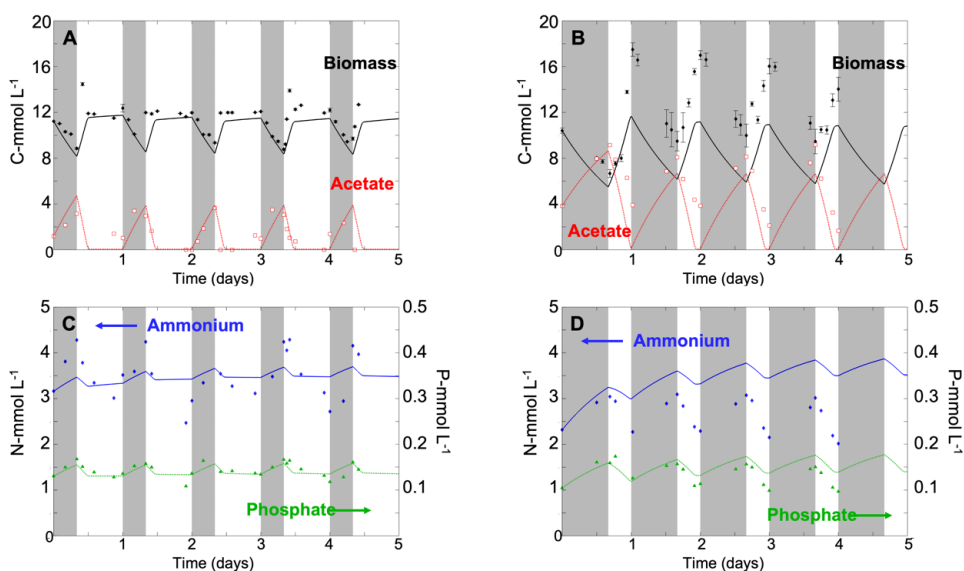 A
Biomass
Acetate
C-mmol L⁻¹
20
16
12
8
4
0
1
2
3
4
5
Time (days)
B
Biomass
Acetate
C-mmol L⁻¹
20
16
12
8
4
0
0
1
2
3
4
5
Time (days)
C
Ammonium
Phosphate
N-mmol L⁻¹
5
4
3
2
1
0
0.5
0.4
0.3
0.2
0.1
P-mmol L⁻¹
1
2
3
4
5
Time (days)
D
Ammonium
Phosphate
N-mmol L⁻¹
5
4
3
2
1
0
0.5
0.4
0.3
0.2
0.1
P-mmol L⁻¹
0
1
2
3
4
5
Time (days)